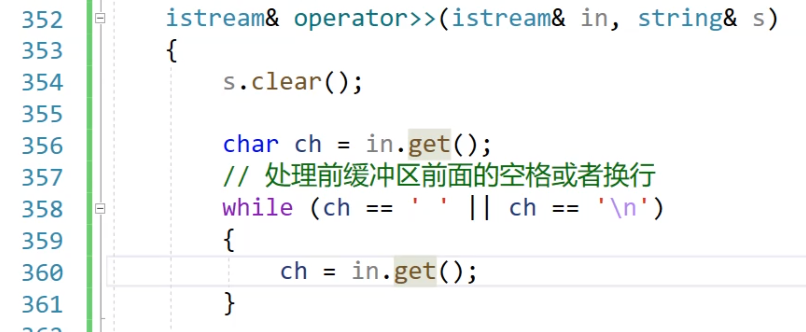 352 istream& operator>>(istream& in, string& s)
353 {
354 s.clear();
355
356 char ch = in.get();
357 // 处理前缓冲区前面的空格或者换行
358 while (ch == ' ' || ch == '\n')
359 {
360 ch = in.get();
361 }